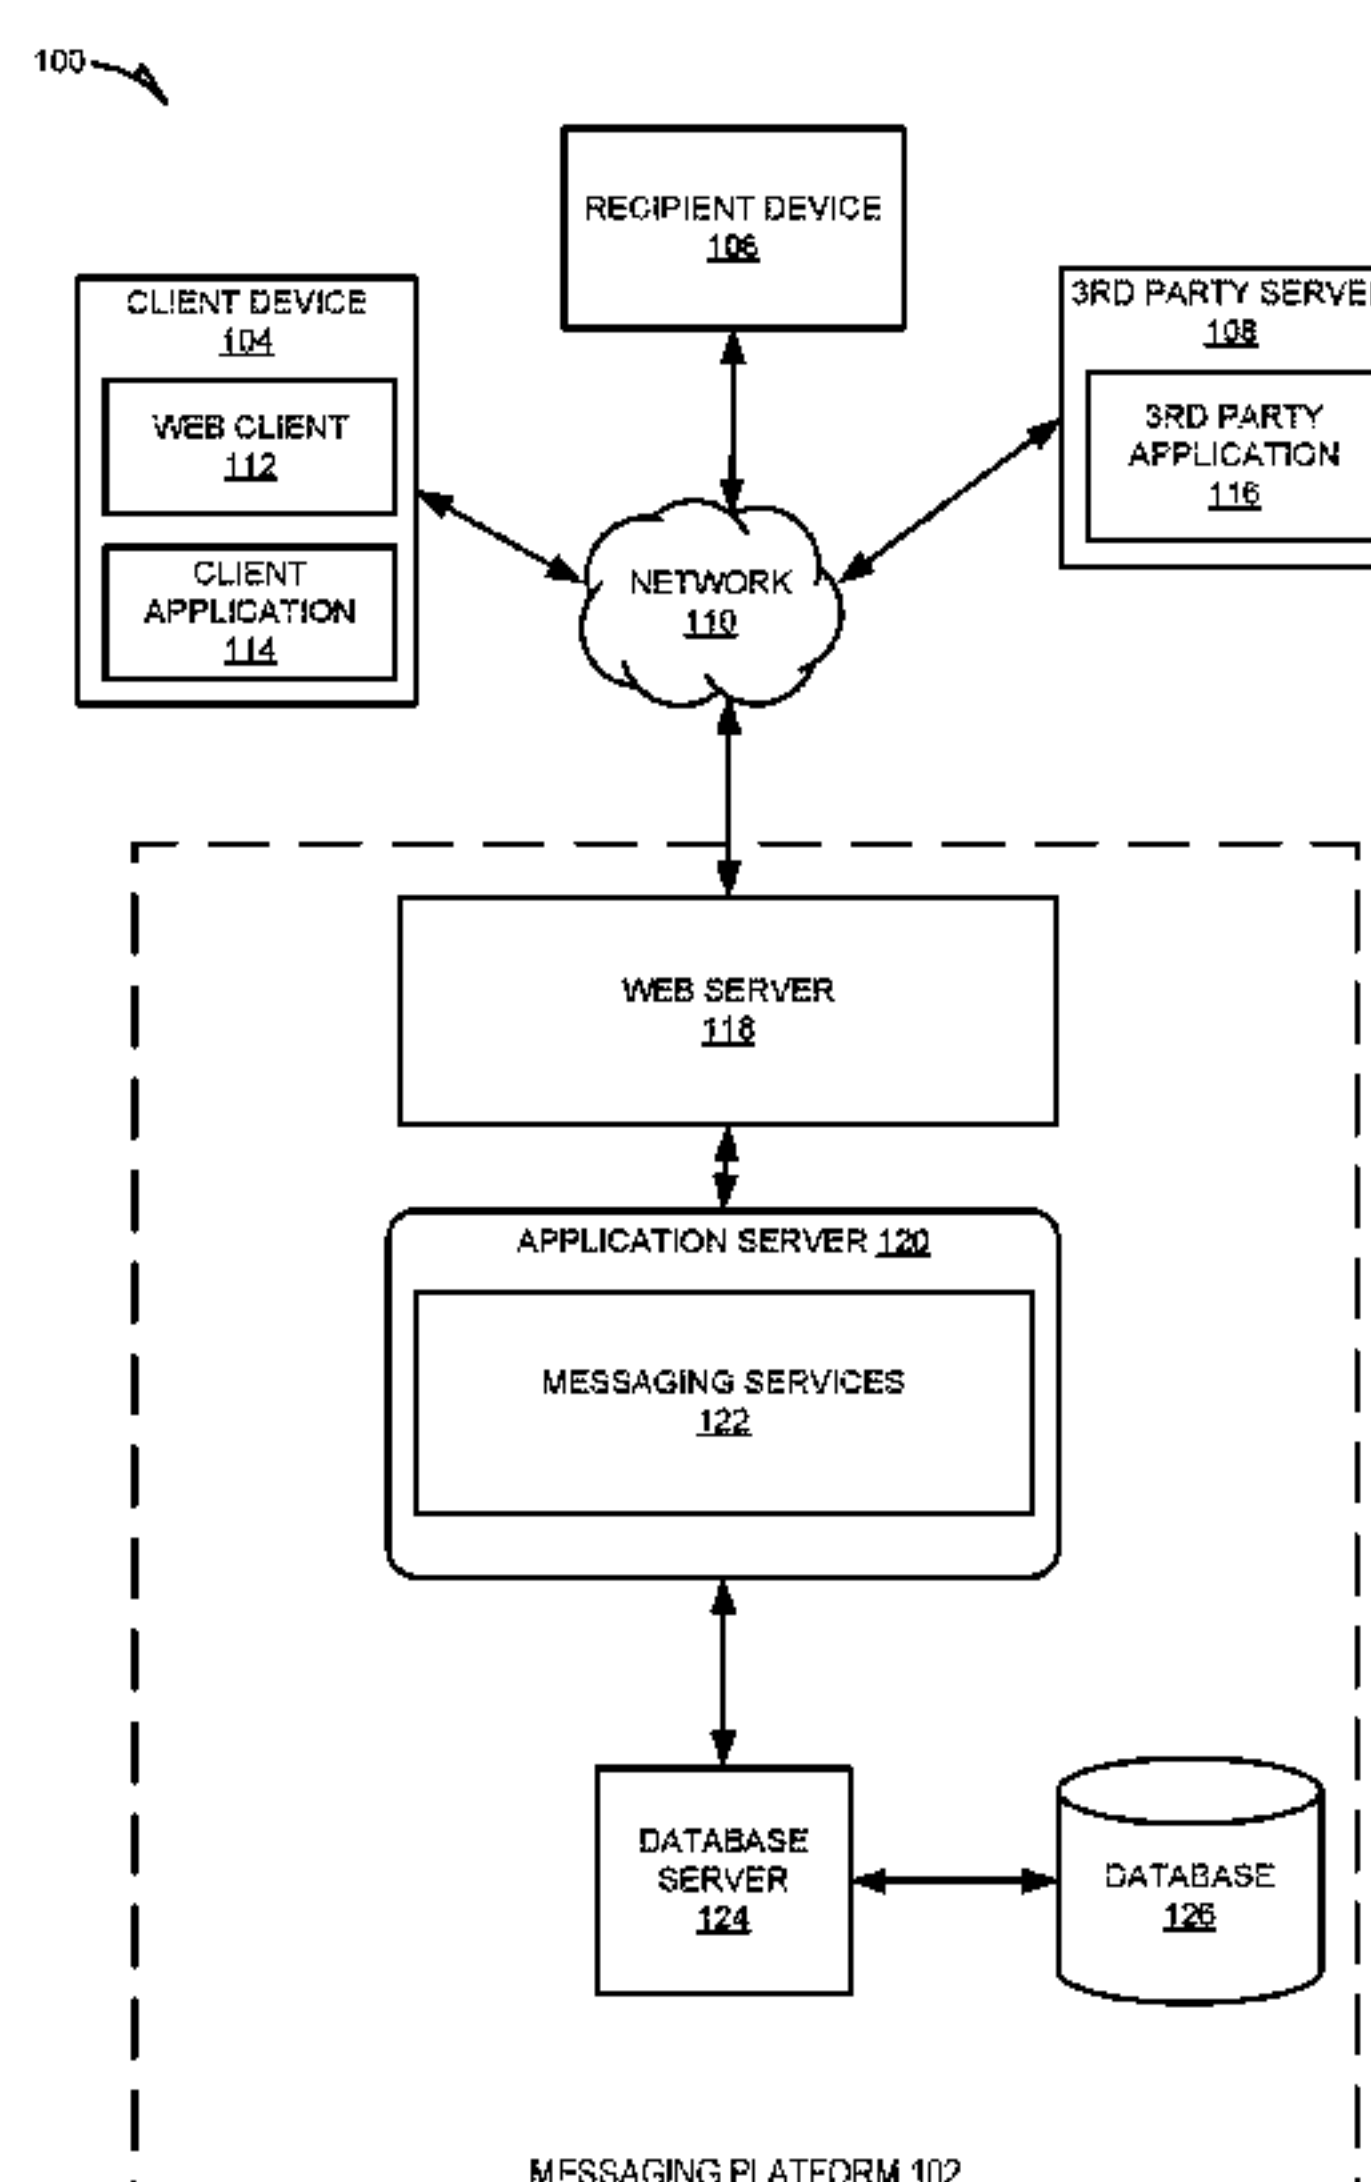 100
RECIPIENT DEVICE
106
CLIENT DEVICE
104
WEB CLIENT
112
CLIENT
APPLICATION
114
3RD PARTY SERVER
108
3RD PARTY
APPLICATION
116
NETWORK
110
WEB SERVER
118
APPLICATION SERVER 120
MESSAGING SERVICES
122
DATABASE
SERVER
124
DATABASE
126
MESSAGING PLATFORM 102